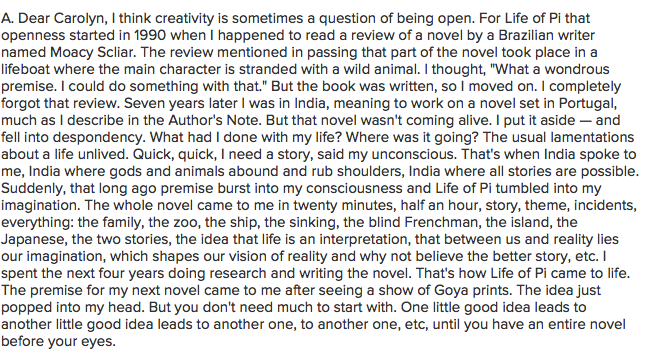 A. Dear Carolyn, I think creativity is sometimes a question of being open. For Life of Pi that
openness started in 1990 when I happened to read a review of a novel by a Brazilian writer
named Moacy Scliar. The review mentioned in passing that part of the novel took place in a
lifeboat where the main character is stranded with a wild animal. I thought, "What a wondrous
premise. I could do something with that." But the book was written, so I moved on. I completely
forgot that review. Seven years later I was in India, meaning to work on a novel set in Portugal,
much as I describe in the Author's Note. But that novel wasn't coming alive. I put it aside — and
fell into despondency. What had I done with my life? Where was it going? The usual lamentations
about a life unlived. Quick, quick, I need a story, said my unconscious. That's when India spoke to
me, India where gods and animals abound and rub shoulders, India where all stories are possible.
Suddenly, that long ago premise burst into my consciousness and Life of Pi tumbled into my
imagination. The whole novel came to me in twenty minutes, half an hour, story, theme, incidents,
everything: the family, the zoo, the ship, the sinking, the blind Frenchman, the island, the
Japanese, the two stories, the idea that life is an interpretation, that between us and reality lies
our imagination, which shapes our vision of reality and why not believe the better story, etc. I
spent the next four years doing research and writing the novel. That's how Life of Pi came to life.
The premise for my next novel came to me after seeing a show of Goya prints. The idea just
popped into my head. But you don't need much to start with. One little good idea leads to
another little good idea leads to another one, to another one, etc, until you have an entire novel
before your eyes.